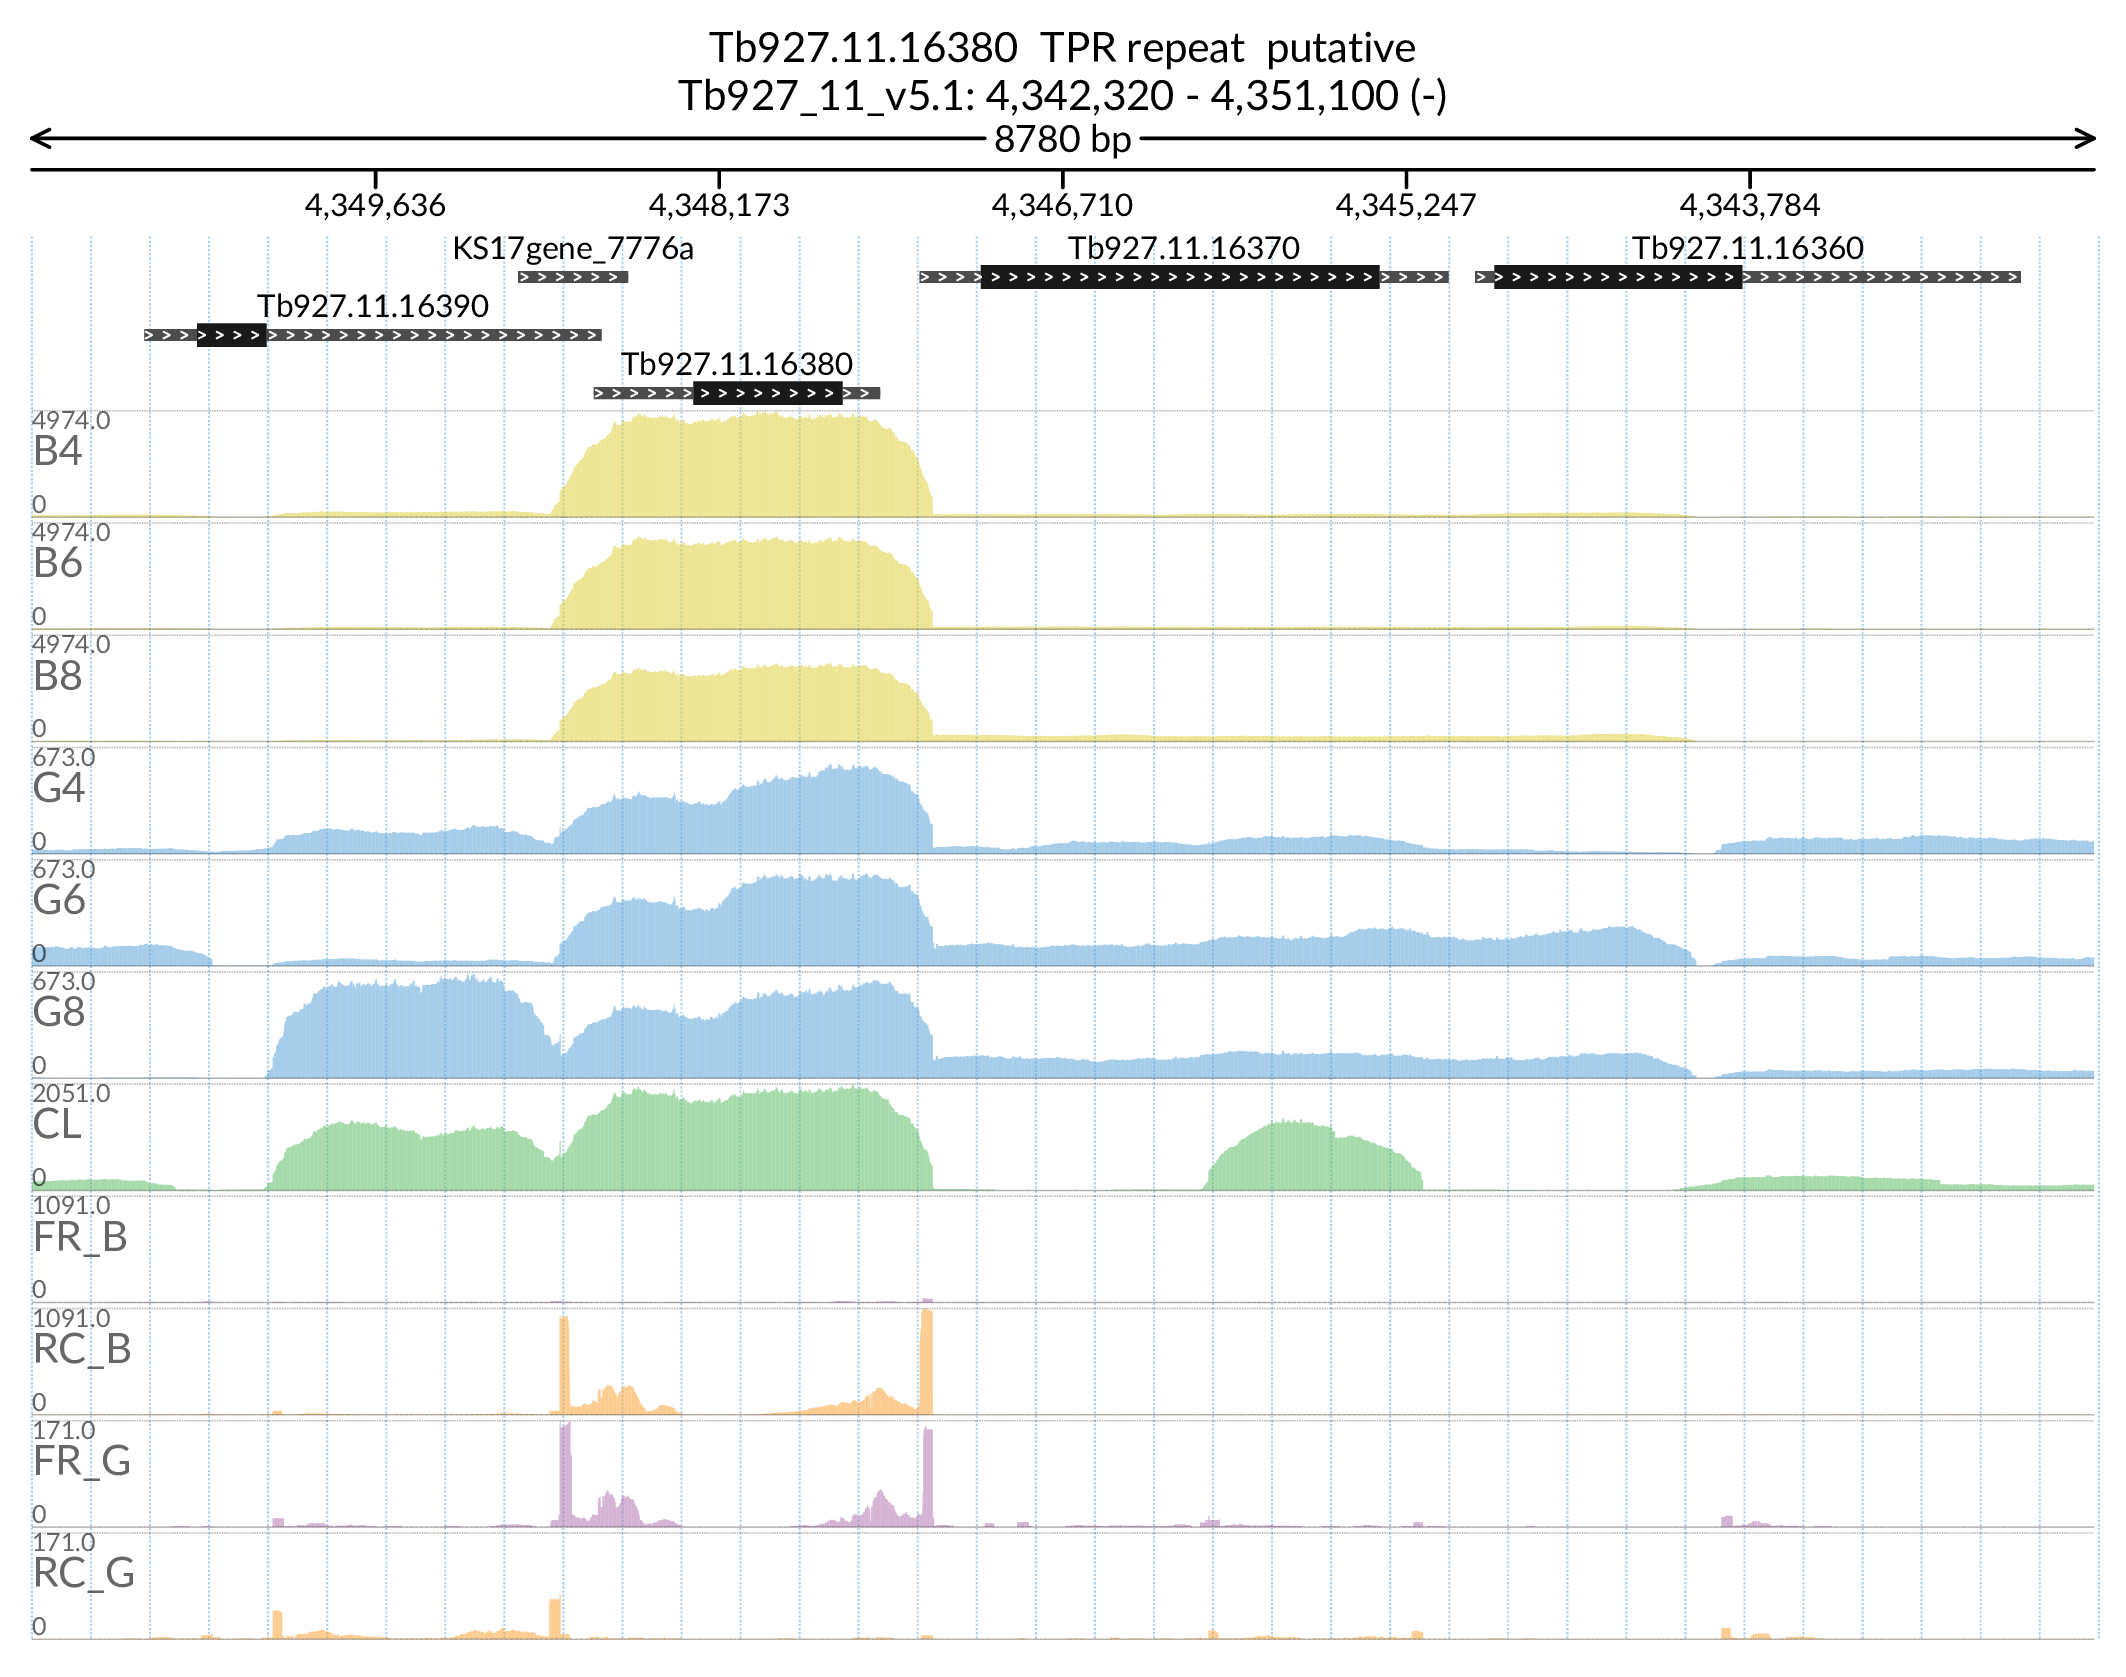 Tb927.11.16380 TPR repeat putative
Tb927_11_v5.1: 4,342,320 - 4,351,100 (-)
8780 bp
4,349,636 4,348,173 4,346,710 4,345,247 4,343,784
KS17gene_7776a Tb927.11.16370 Tb927.11.16360
Tb927.11.16390
Tb927.11.16380
4974.0
B4
0
4974.0
B6
0
4974.0
B8
0
673.0
G4
0
673.0
G6
0
673.0
G8
0
2051.0
CL
0
1091.0
FR_B
0
1091.0
RC_B
0
171.0
FR_G
0
171.0
RC_G
0